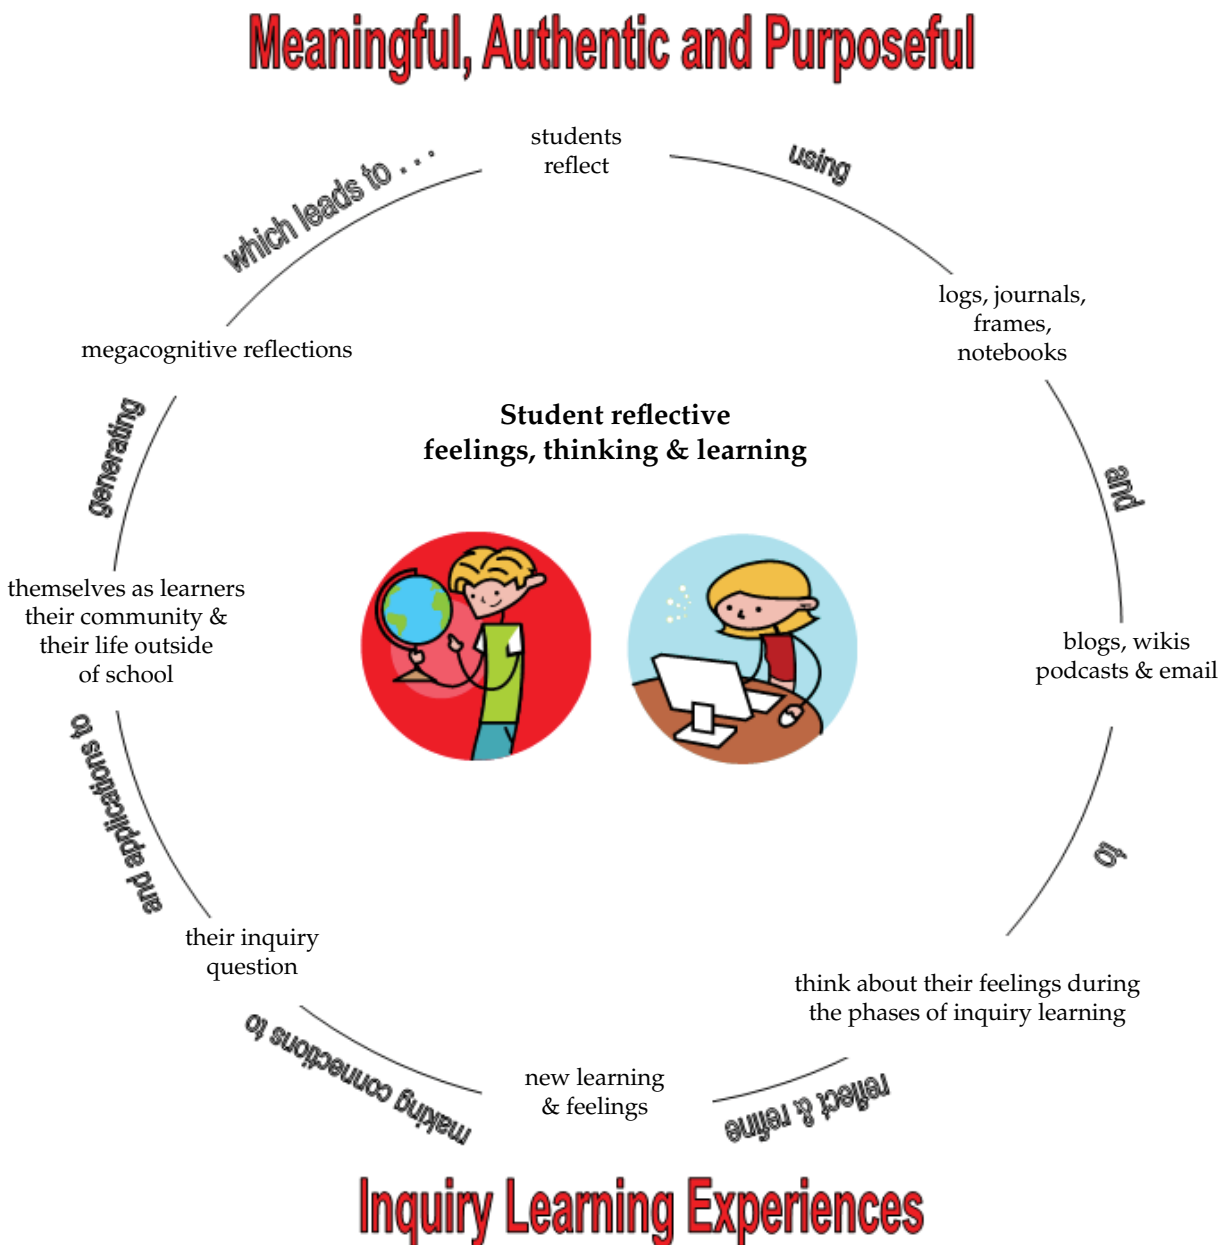 Meaningful, Authentic and Purposeful
students
reflect
using
logs, journals,
frames,
notebooks
and
blogs, wikis
podcasts & email
to
think about their feelings during
the phases of inquiry learning
reflect & refine
new learning
& feelings
making connections to
their inquiry
question
and applications to
themselves as learners
their community &
their life outside
of school
generating
megacognitive reflections
which leads to . . .
Student reflective
feelings, thinking & learning
Inquiry Learning Experiences